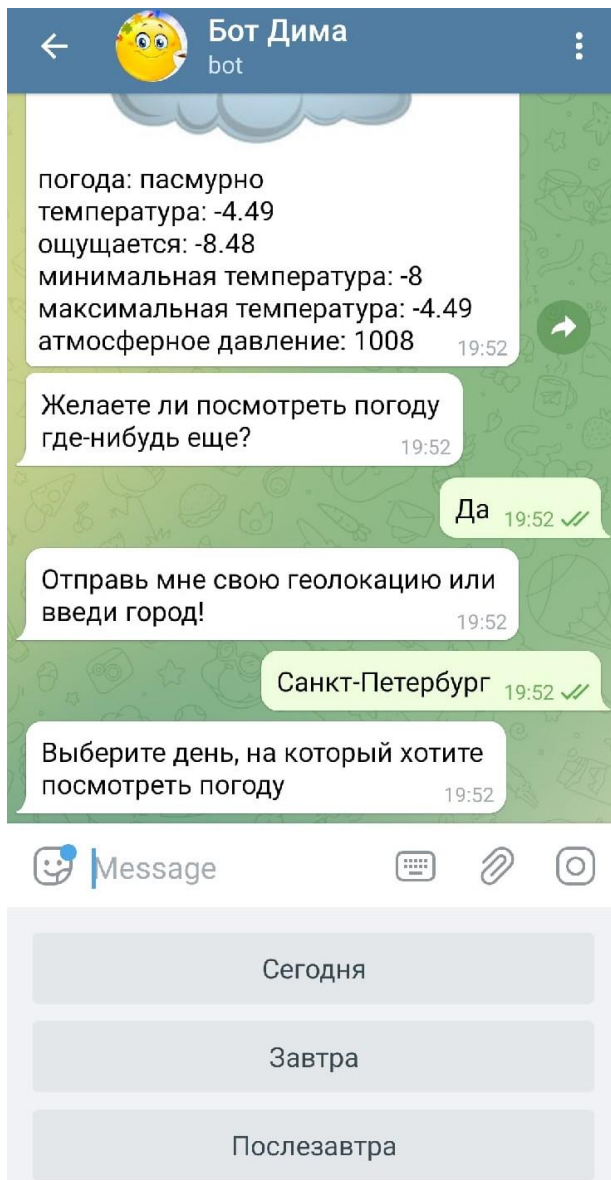 Бот Дима
bot
погода: пасмурно
температура: -4.49
ощущается: -8.48
минимальная температура: -8
максимальная температура: -4.49
атмосферное давление: 1008 19:52
Желаете ли посмотреть погоду
где-нибудь еще? 19:52
Да 19:52
Отправь мне свою геолокацию или
введи город! 19:52
Санкт-Петербург 19:52
Выберите день, на который хотите
посмотреть погоду 19:52
Message
Сегодня
Завтра
Послезавтра